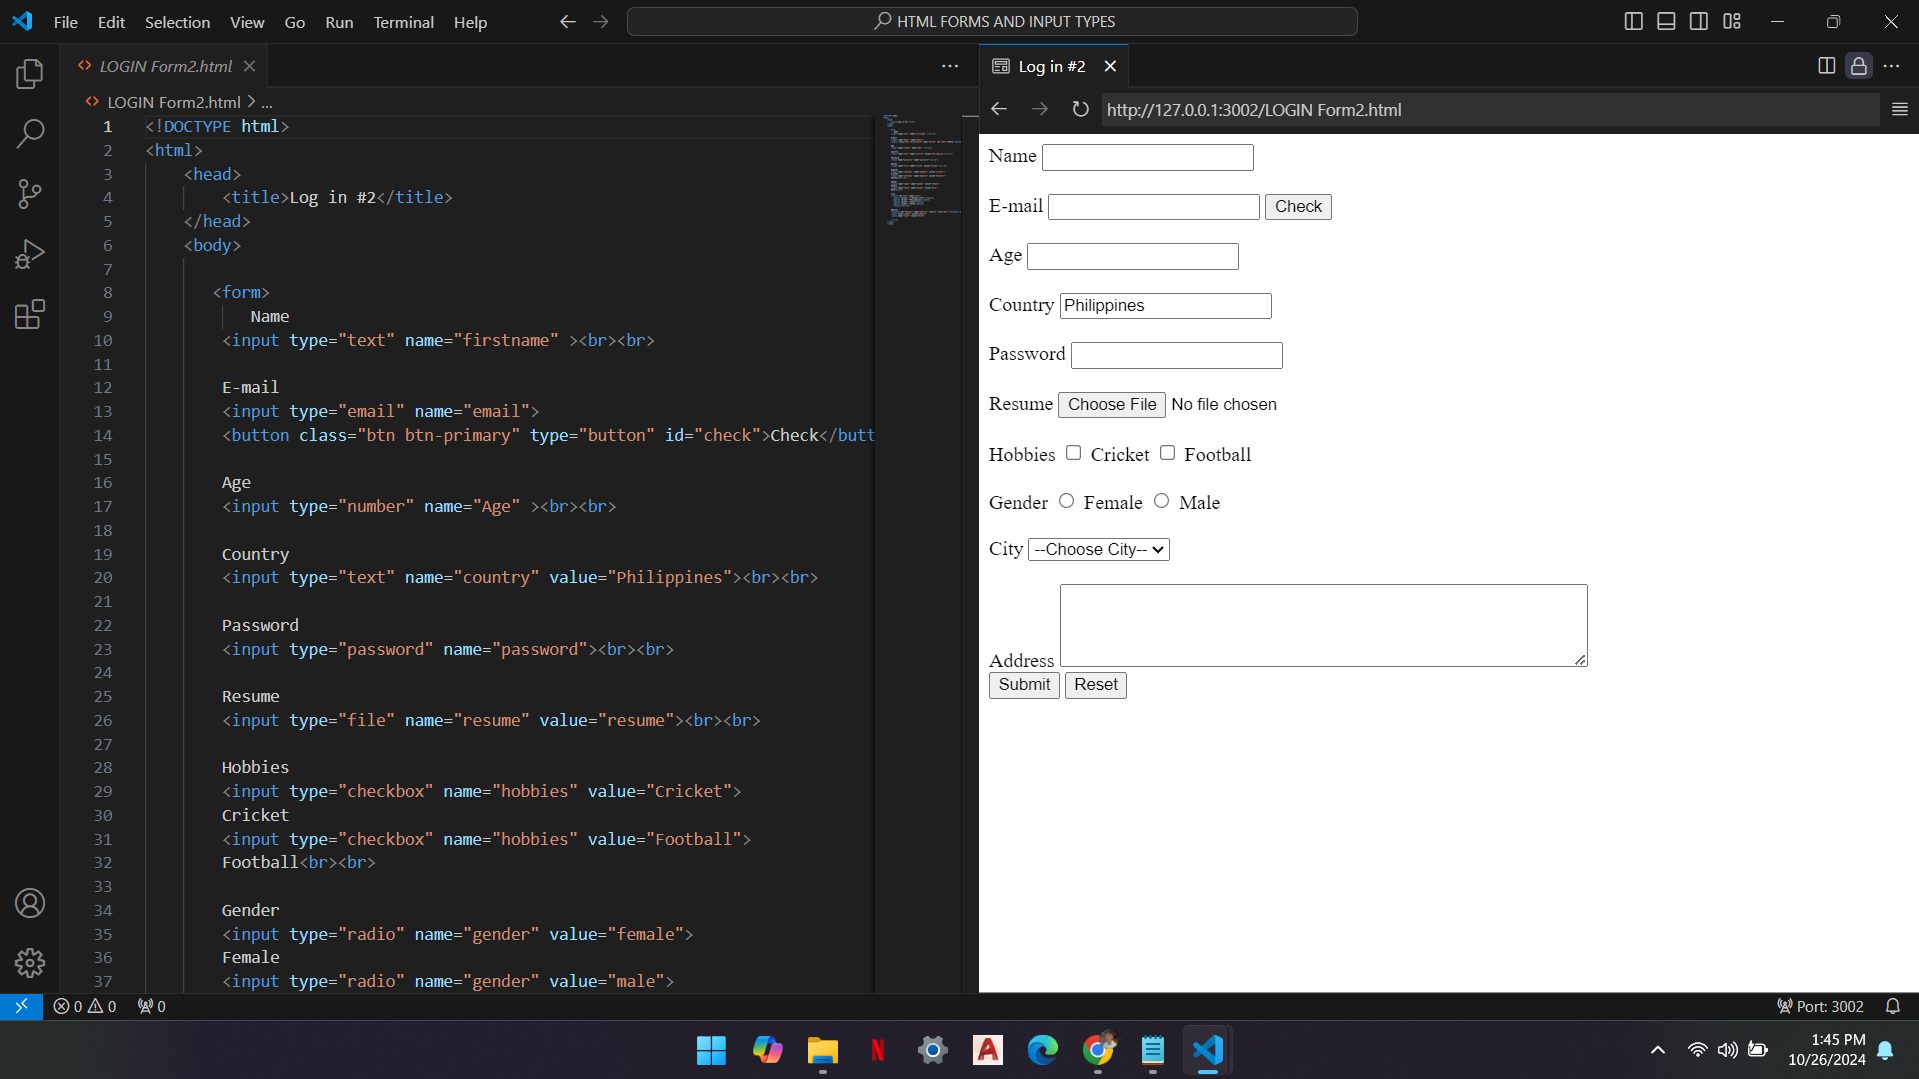 File Edit Selection View Go Run Terminal Help
HTML FORMS AND INPUT TYPES
LOGIN Form2.html
LOGIN Form2.html > ...
1 <!DOCTYPE html>
2 <html>
3 <head>
4 <title>Log in #2</title>
5 </head>
6 <body>
7
8 <form>
9 Name
10 <input type="text" name="firstname" ><br><br>
11
12 E-mail
13 <input type="email" name="email">
14 <button class="btn btn-primary" type="button" id="check">Check</butt
15
16 Age
17 <input type="number" name="Age" ><br><br>
18
19 Country
20 <input type="text" name="country" value="Philippines"><br><br>
21
22 Password
23 <input type="password" name="password"><br><br>
24
25 Resume
26 <input type="file" name="resume" value="resume"><br><br>
27
28 Hobbies
29 <input type="checkbox" name="hobbies" value="Cricket">
30 Cricket
31 <input type="checkbox" name="hobbies" value="Football">
32 Football<br><br>
33
34 Gender
35 <input type="radio" name="gender" value="female">
36 Female
37 <input type="radio" name="gender" value="male">
Log in #2
http://127.0.0.1:3002/LOGIN Form2.html
Name
E-mail Check
Age
Country Philippines
Password
Resume Choose File No file chosen
Hobbies Cricket Football
Gender Female Male
City --Choose City--
Address
Submit Reset
0 0 0
Port: 3002
1:45 PM
10/26/2024